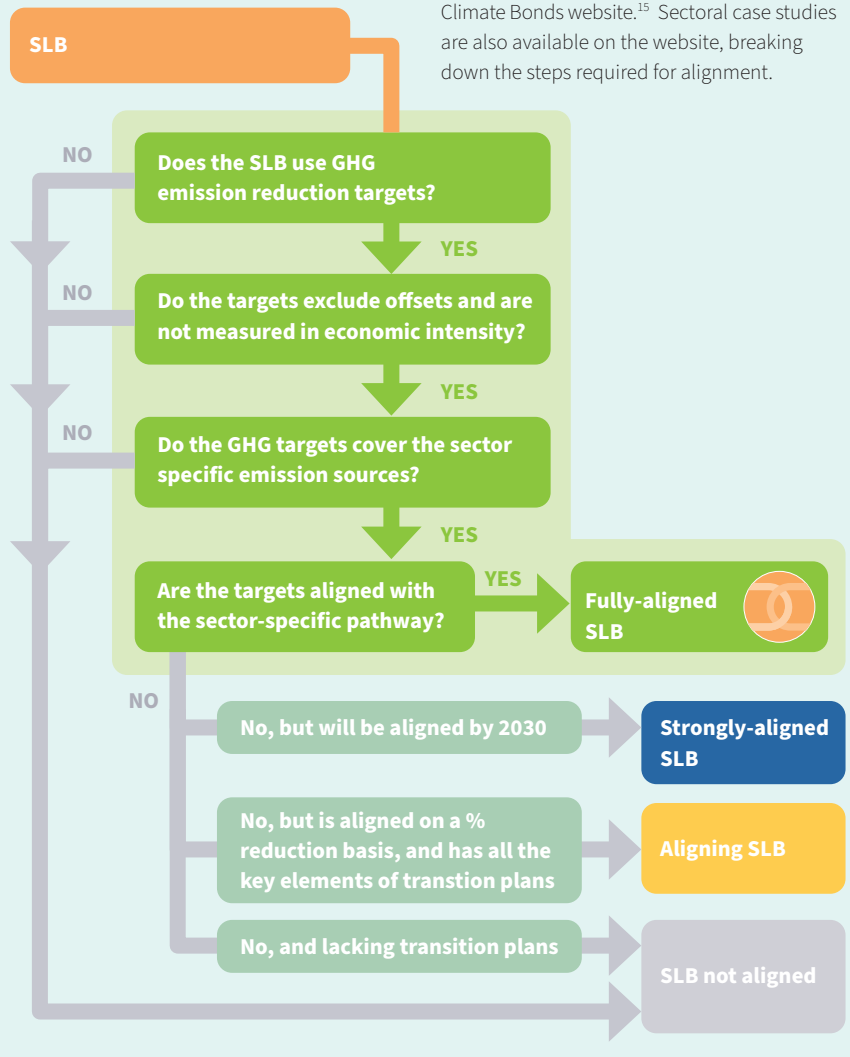 Climate Bonds website.15 Sectoral case studies
are also available on the website, breaking
down the steps required for alignment.
SLB
NO
Does the SLB use GHG
emission reduction targets?
YES
NO
Do the targets exclude offsets and are
not measured in economic intensity?
YES
NO
Do the GHG targets cover the sector
specific emission sources?
YES
Are the targets aligned with
the sector-specific pathway?
YES
Fully-aligned
SLB
NO
No, but will be aligned by 2030
Strongly-aligned
SLB
No, but is aligned on a %
reduction basis, and has all the
key elements of transtion plans
Aligning SLB
No, and lacking transition plans
SLB not aligned